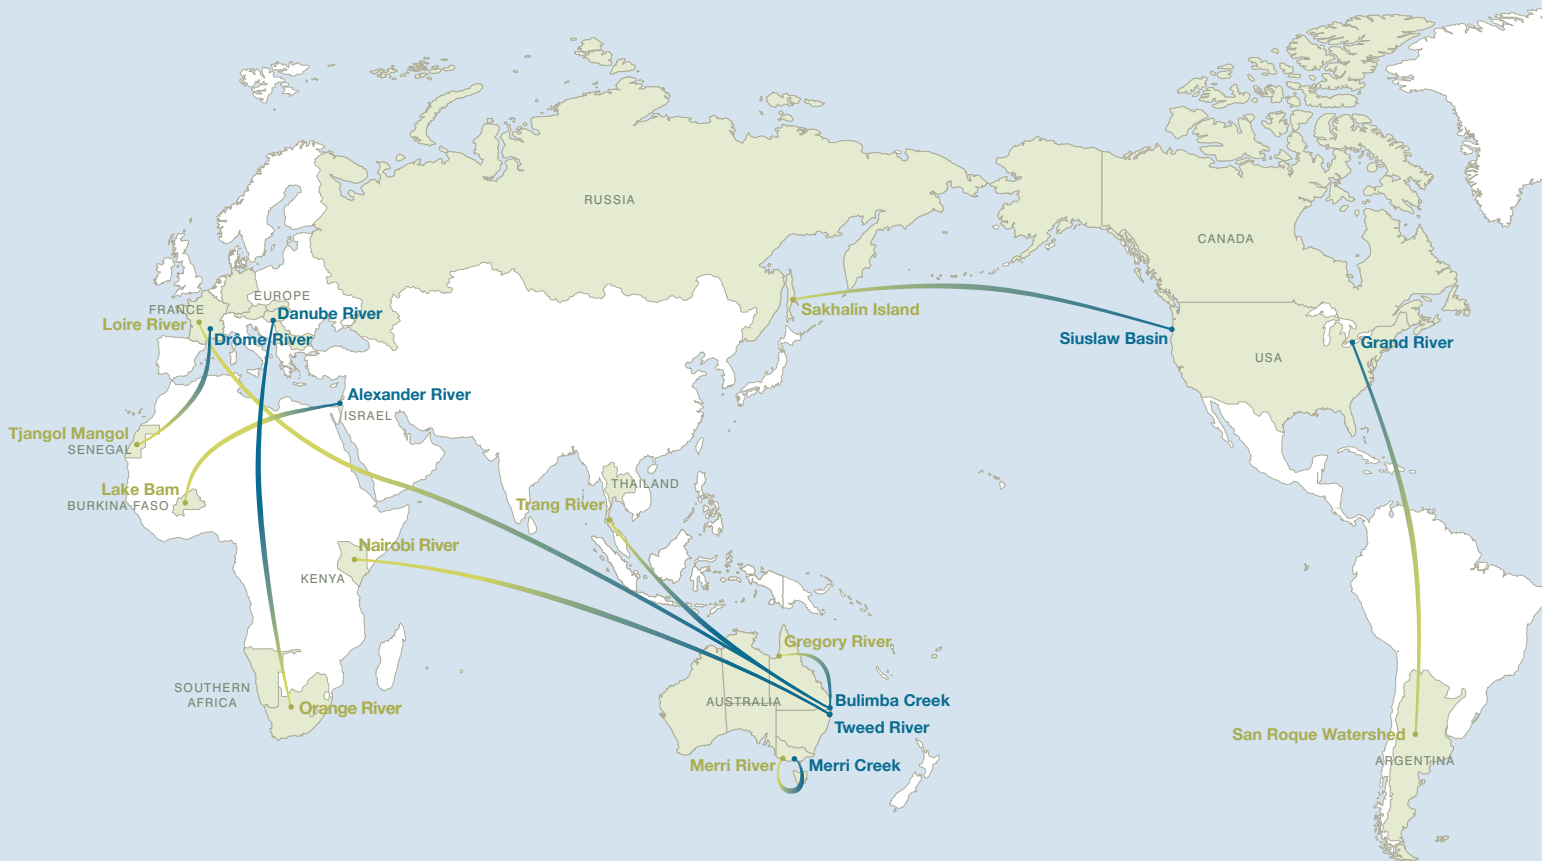 RUSSIA
CANADA
EUROPE
FRANCE
Danube River
Loire River
Drôme River
Sakhalin Island
Siuslaw Basin
Grand River
USA
Alexander River
ISRAEL
Tjangol Mangol
SENEGAL
Lake Bam
BURKINA FASO
THAILAND
Trang River
Nairobi River
KENYA
Gregory River
SOUTHERN
AFRICA
Orange River
AUSTRALIA
Bulimba Creek
Tweed River
San Roque Watershed
ARGENTINA
Merri River
Merri Creek